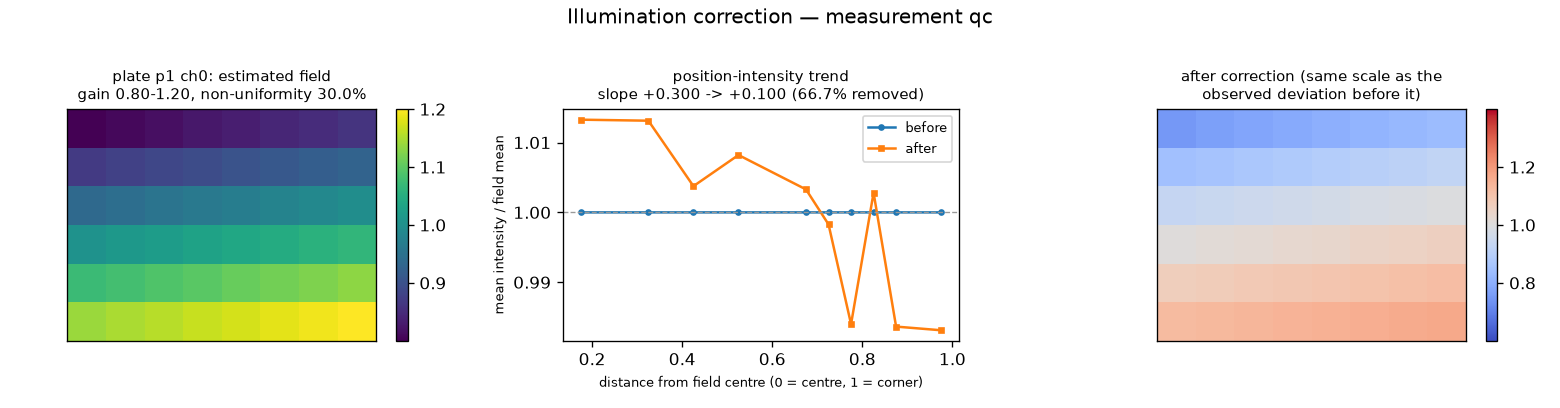 Illumination correction — measurement qc
plate p1 ch0: estimated field
gain 0.80-1.20, non-uniformity 30.0%
1.2
1.1
1.0
0.9
position-intensity trend
slope +0.300 -> +0.100 (66.7% removed)
mean intensity / field mean
1.01
1.00
0.99
before
after
0.2
0.4
0.6
0.8
1.0
distance from field centre (0 = centre, 1 = corner)
after correction (same scale as the
observed deviation before it)
1.2
1.0
0.8